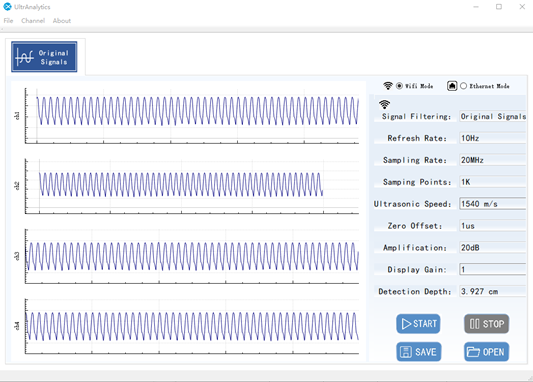 UltrAnalytics
File Channel About
Original
Signals
Wifi Mode Ethernet Mode
Signal Filtering: Original Signals
Refresh Rate: 10Hz
Sampling Rate: 20MHz
Samping Points: 1K
Ultrasonic Speed: 1540 m/s
Zero Offset: 1us
Amplification: 20dB
Display Gain: 1
Detection Depth: 3.927 cm
START STOP
SAVE OPEN
ch1
ch2
ch3
ch4